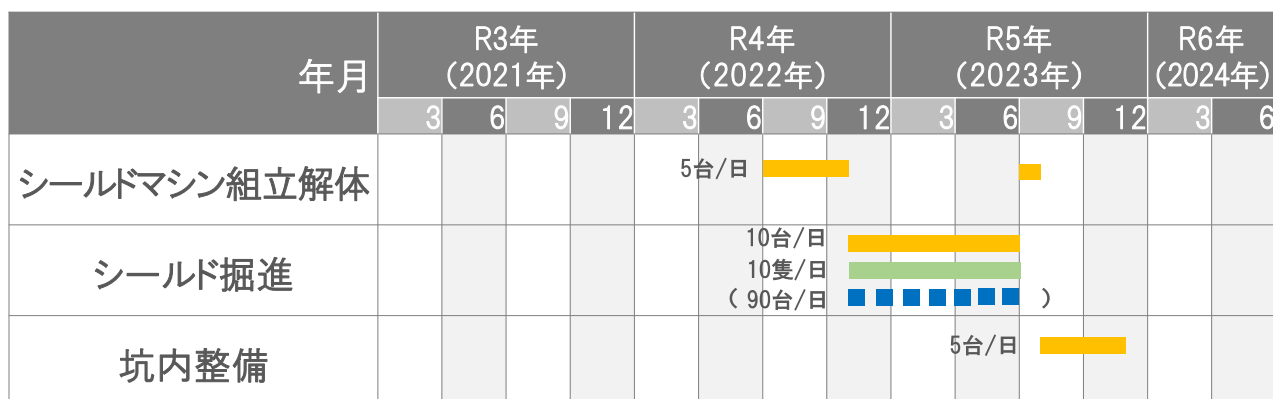 年月
R3年
(2021年)
R4年
(2022年)
R5年
(2023年)
R6年
(2024年)
3 6 9 12 3 6 9 12 3 6 9 12 3 6
シールドマシン組立解体
5台/日
シールド掘進
10台/日
10隻/日
( 90台/日 )
坑内整備
5台/日